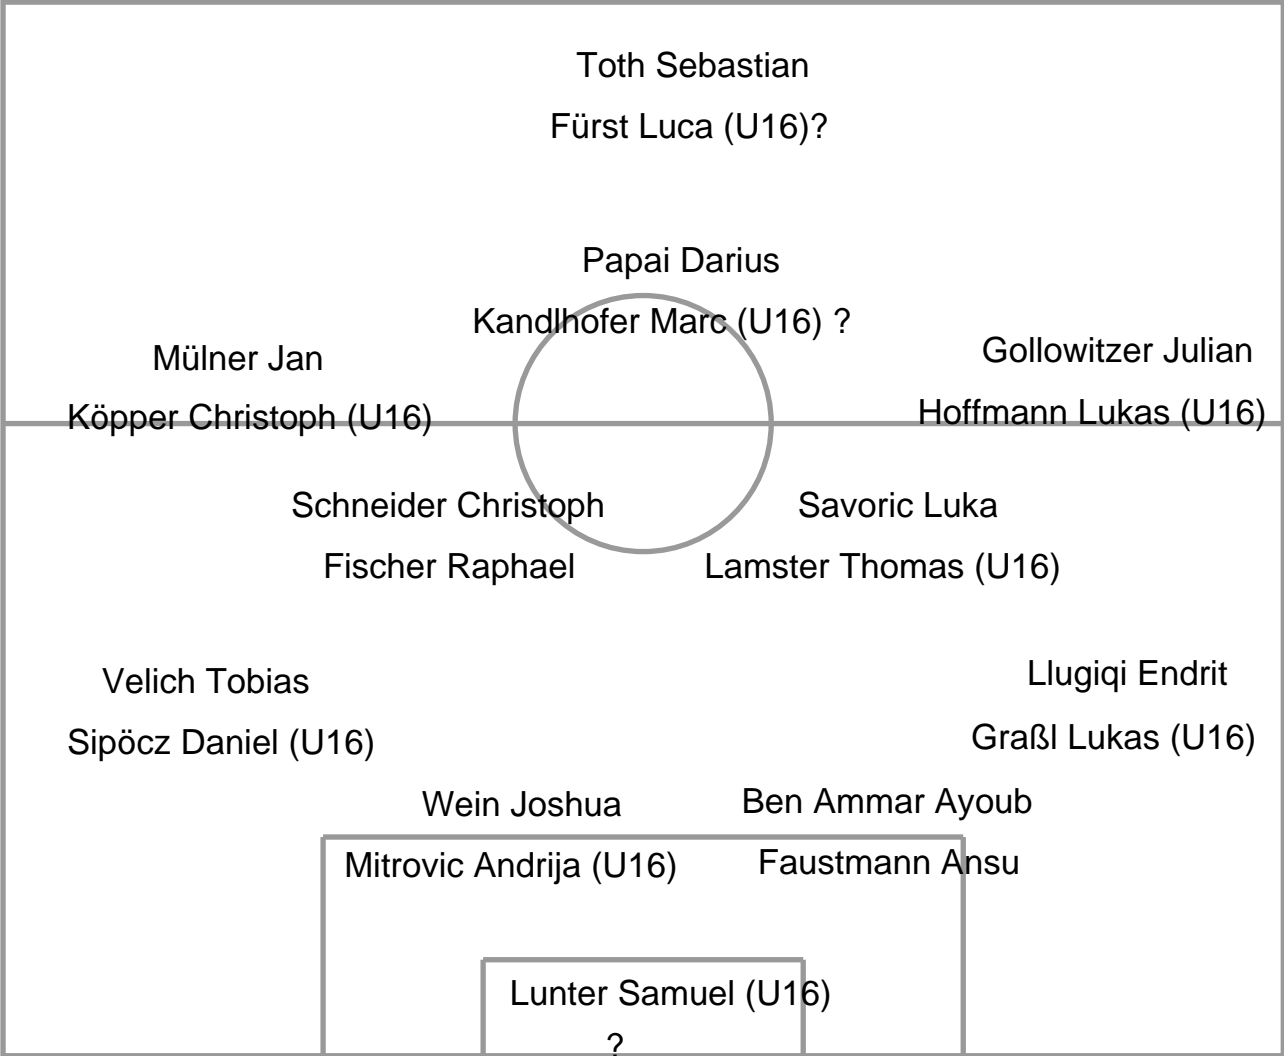 Toth Sebastian
Fürst Luca (U16)?
Papai Darius
Kandlhofer Marc (U16) ?
Mülner Jan
Köpper Christoph (U16)
Gollowitzer Julian
Hoffmann Lukas (U16)
Schneider Christoph
Fischer Raphael
Savoric Luka
Lamster Thomas (U16)
Velich Tobias
Sipöcz Daniel (U16)
Llugiqi Endrit
Graßl Lukas (U16)
Wein Joshua
Mitrovic Andrija (U16)
Ben Ammar Ayoub
Faustmann Ansu
Lunter Samuel (U16)
?